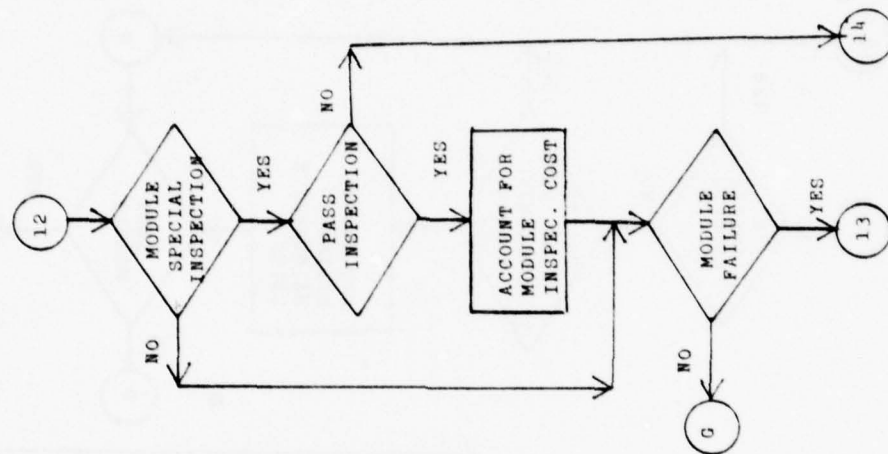 12
MODULE
SPECIAL
INSPECTION
NO
YES
PASS
INSPECTION
NO
YES
ACCOUNT FOR
MODULE
INSPEC. COST
MODULE
FAILURE
NO
YES
G
13
14